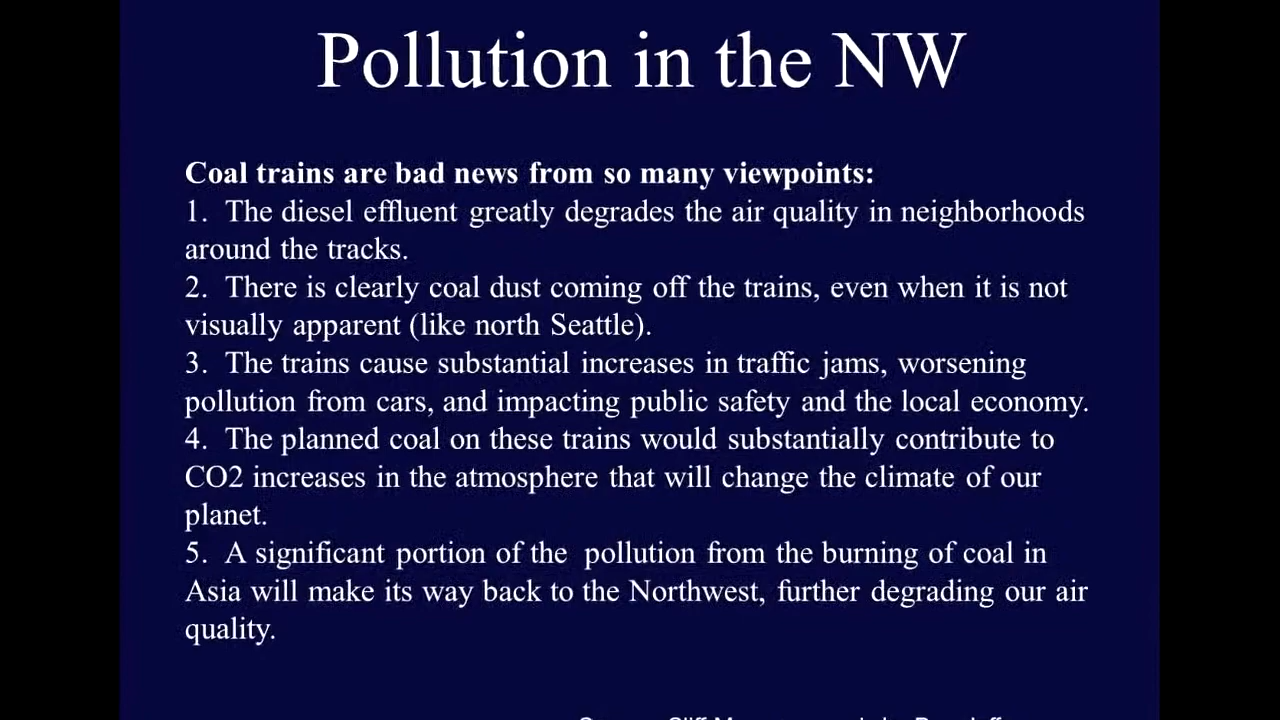 Pollution in the NW
Coal trains are bad news from so many viewpoints:
1. The diesel effluent greatly degrades the air quality in neighborhoods
around the tracks.
2. There is clearly coal dust coming off the trains, even when it is not
visually apparent (like north Seattle).
3. The trains cause substantial increases in traffic jams, worsening
pollution from cars, and impacting public safety and the local economy.
4. The planned coal on these trains would substantially contribute to
CO2 increases in the atmosphere that will change the climate of our
planet.
5. A significant portion of the pollution from the burning of coal in
Asia will make its way back to the Northwest, further degrading our air
quality.